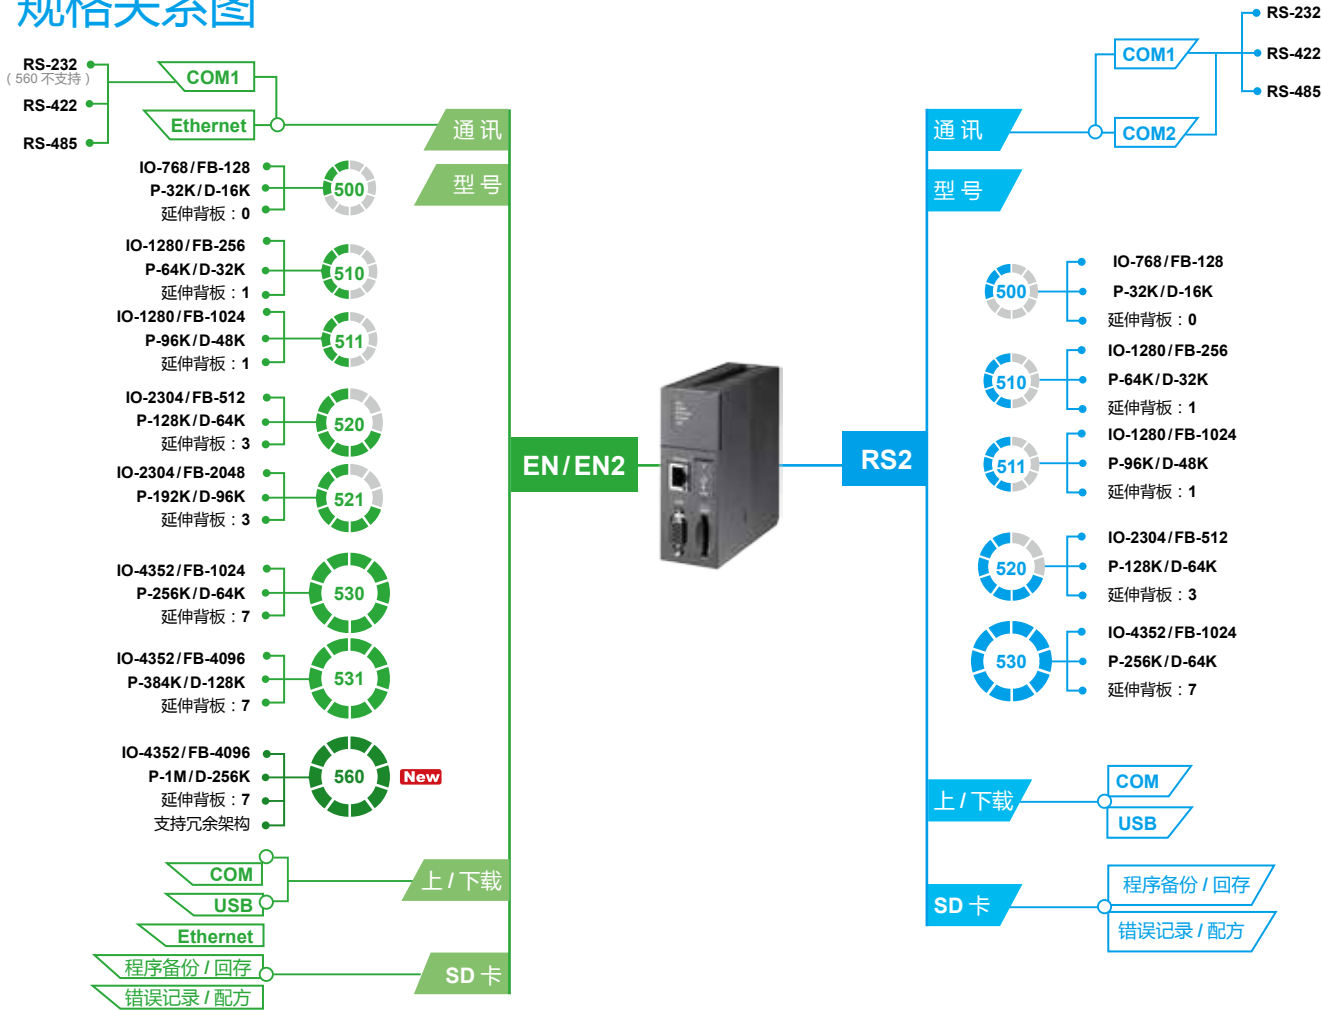 规格关系图
RS-232
(560 不支持)
RS-422
RS-485
COM1
Ethernet
通 讯
型 号
IO-768/FB-128
P-32K/D-16K
延伸背板：0
500
IO-1280/FB-256
P-64K/D-32K
延伸背板：1
510
IO-1280/FB-1024
P-96K/D-48K
延伸背板：1
511
IO-2304/FB-512
P-128K/D-64K
延伸背板：3
520
IO-2304/FB-2048
P-192K/D-96K
延伸背板：3
521
IO-4352/FB-1024
P-256K/D-64K
延伸背板：7
530
IO-4352/FB-4096
P-384K/D-128K
延伸背板：7
531
IO-4352/FB-4096
P-1M/D-256K
延伸背板：7
支持冗余架构
560
New
COM
USB
Ethernet
上 / 下载
程序备份 / 回存
错误记录 / 配方
SD 卡
EN/EN2
RS2
通 讯
COM1
COM2
RS-232
RS-422
RS-485
型 号
500
IO-768/FB-128
P-32K/D-16K
延伸背板：0
510
IO-1280/FB-256
P-64K/D-32K
延伸背板：1
511
IO-1280/FB-1024
P-96K/D-48K
延伸背板：1
520
IO-2304/FB-512
P-128K/D-64K
延伸背板：3
530
IO-4352/FB-1024
P-256K/D-64K
延伸背板：7
上 / 下载
COM
USB
SD 卡
程序备份 / 回存
错误记录 / 配方